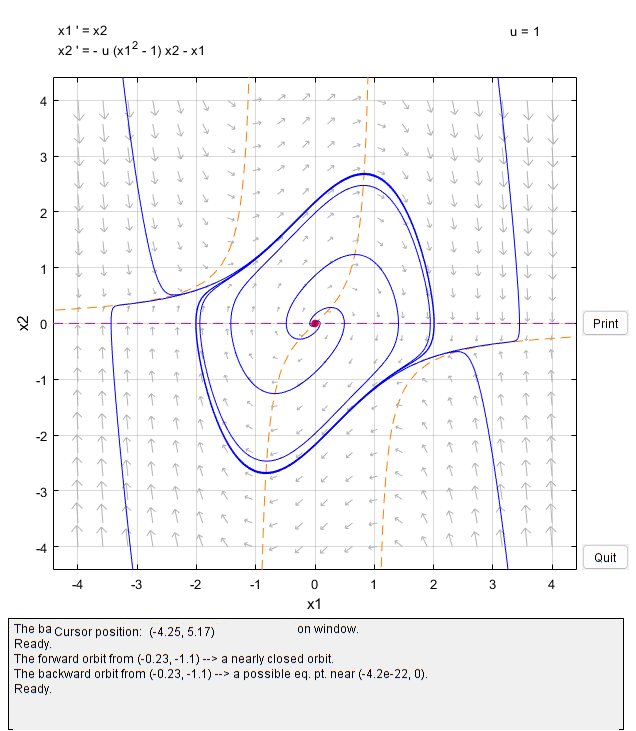 x1 ' = x2
u = 1
x2 ' = - u (x1² - 1) x2 - x1
4
3
2
1
0
-1
-2
-3
-4
x2
-4 -3 -2 -1 0 1 2 3 4
x1
Print
Quit
The ba Cursor position: (-4.25, 5.17) on window.
Ready.
The forward orbit from (-0.23, -1.1) --> a nearly closed orbit.
The backward orbit from (-0.23, -1.1) --> a possible eq. pt. near (-4.2e-22, 0).
Ready.